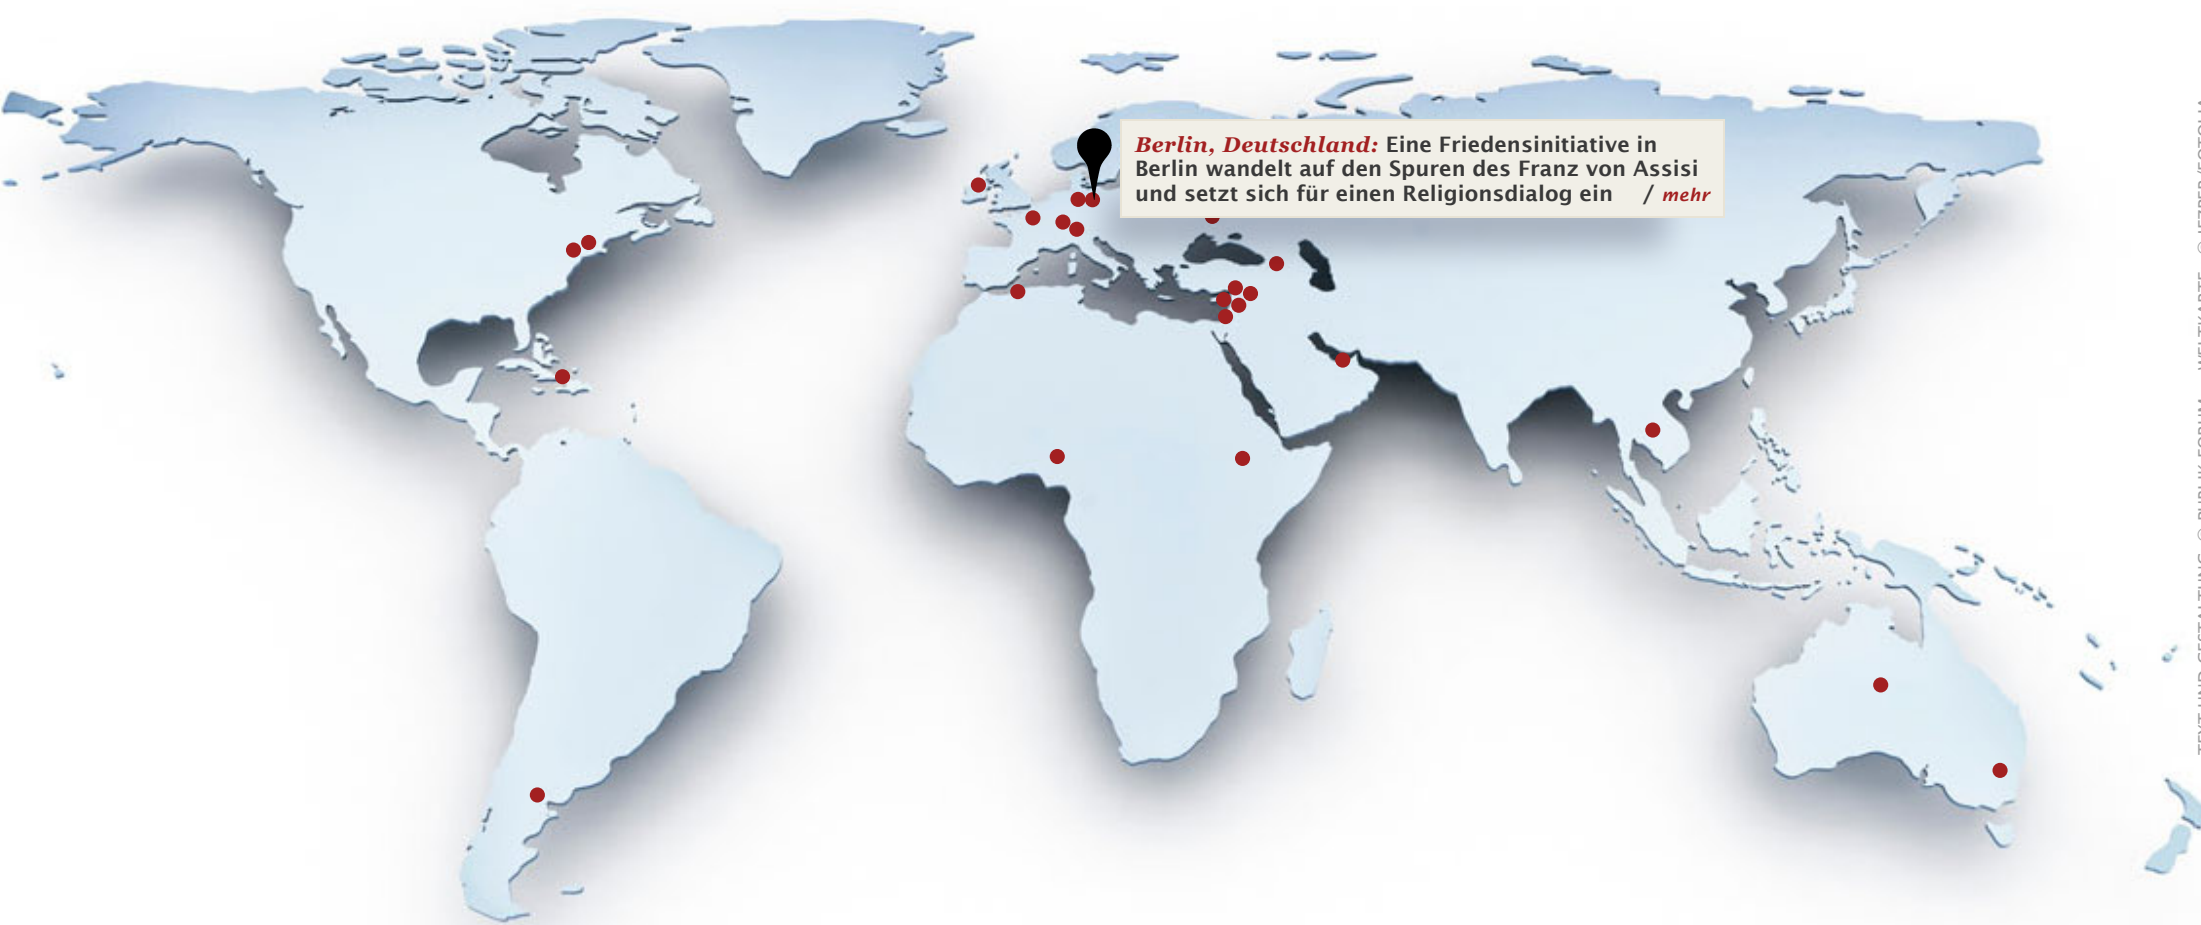 Berlin, Deutschland: Eine Friedensinitiative in
Berlin wandelt auf den Spuren des Franz von Assisi
und setzt sich für einen Religionsdialog ein / mehr